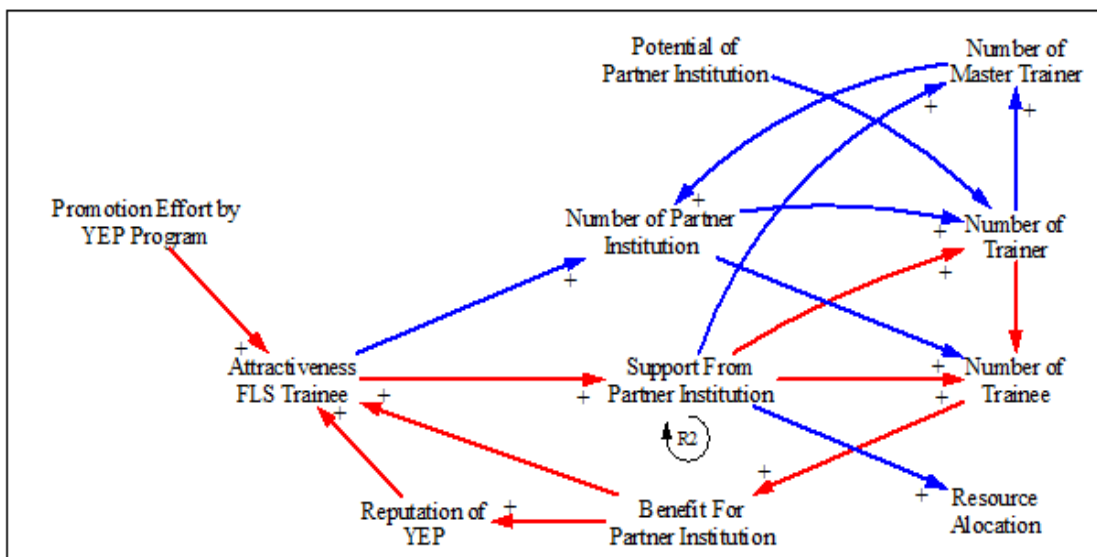 Potential of
Partner Institution
Number of
Master Trainer
+
+
Promotion Effort by
YEP Program
+
Number of Partner
Institution
+
Number of
Trainer
+
+
+
Attractiveness
FLS Trainee
+
+
+
Support From
Partner Institution
+
+
+
Number of
Trainee
R2
+
Reputation of
YEP
+
Benefit For
Partner Institution
+
Resource
Alocation